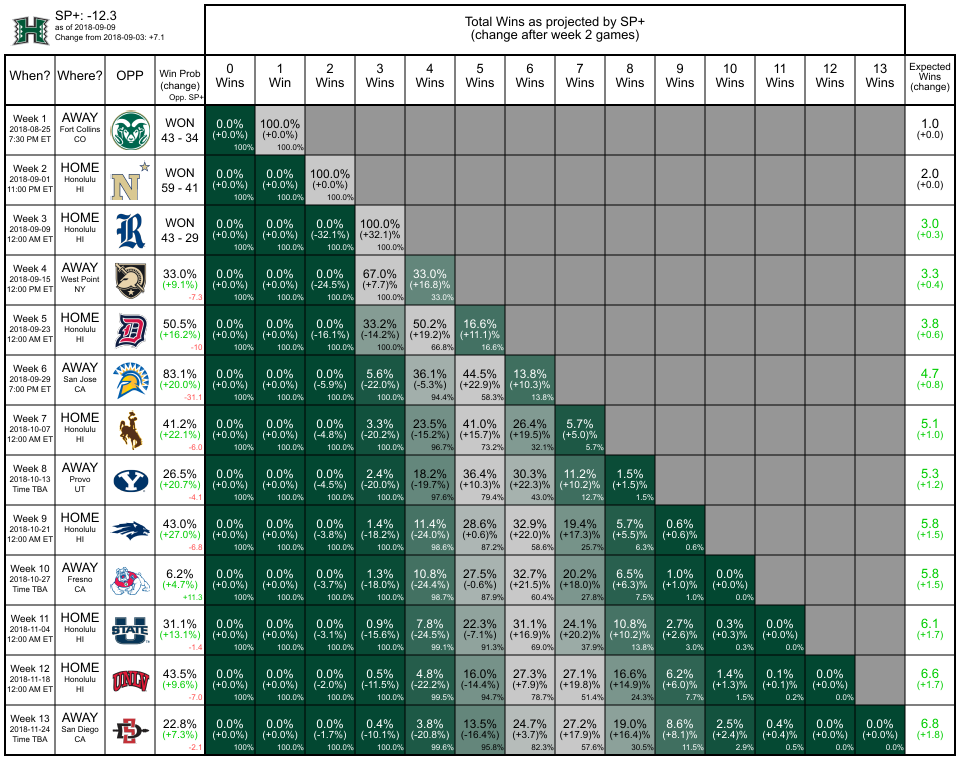 SP+: -12.3
as of 2018-09-09
Change from 2018-09-03: +7.1
Total Wins as projected by SP+
(change after week 2 games)
When? Where? OPP Win Prob (change) Opp. SP+ 0 Wins 1 Win 2 Wins 3 Wins 4 Wins 5 Wins 6 Wins 7 Wins 8 Wins 9 Wins 10 Wins 11 Wins 12 Wins 13 Wins Expected Wins (change)
Week 1 AWAY WON 0.0% 100.0% 1.0
2018-08-25 Fort Collins 43 - 34 (+0.0%) (+0.0%) (+0.0)
7:30 PM ET CO 100% 100.0%
Week 2 HOME N WON 0.0% 0.0% 100.0% 2.0
2018-09-01 Honolulu 59 - 41 (+0.0%) (+0.0%) (+0.0%) (+0.0)
11:00 PM ET HI 100% 100.0% 100.0%
Week 3 HOME R WON 0.0% 0.0% 0.0% 100.0% 3.0
2018-09-09 Honolulu 43 - 29 (+0.0%) (+0.0%) (-32.1%) (+32.1)% (+0.3)
12:00 AM ET HI 100% 100.0% 100.0% 100.0%
Week 4 AWAY 33.0% 0.0% 0.0% 0.0% 67.0% 33.0% 3.3
2018-09-15 West Point (+9.1%) (+0.0%) (+0.0%) (-24.5%) (+7.7)% (+16.8)% (+0.4)
12:00 PM ET NY -7.3 100% 100.0% 100.0% 100.0% 33.0%
Week 5 HOME D 50.5% 0.0% 0.0% 0.0% 33.2% 50.2% 16.6% 3.8
2018-09-23 Honolulu (+16.2%) (+0.0%) (+0.0%) (-16.1%) (-14.2%) (+19.2)% (+11.1)% (+0.6)
12:00 AM ET HI -10 100% 100.0% 100.0% 100.0% 66.8% 16.6%
Week 6 AWAY 83.1% 0.0% 0.0% 0.0% 5.6% 36.1% 44.5% 13.8% 4.7
2018-09-29 San Jose (+20.0%) (+0.0%) (+0.0%) (-5.9%) (-22.0%) (-5.3%) (+22.9)% (+10.3)% (+0.8)
7:00 PM ET CA -31.1 100% 100.0% 100.0% 100.0% 94.4% 58.3% 13.8%
Week 7 HOME 41.2% 0.0% 0.0% 0.0% 3.3% 23.5% 41.0% 26.4% 5.7% 5.1
2018-10-07 Honolulu (+22.1%) (+0.0%) (+0.0%) (-4.8%) (-20.2%) (-15.2%) (+15.7)% (+19.5)% (+5.0)% (+1.0)
12:00 AM ET HI -6.0 100% 100.0% 100.0% 100.0% 96.7% 73.2% 32.1% 5.7%
Week 8 AWAY Y 26.5% 0.0% 0.0% 0.0% 2.4% 18.2% 36.4% 30.3% 11.2% 1.5% 5.3
2018-10-13 Provo (+20.7%) (+0.0%) (+0.0%) (-4.5%) (-20.0%) (-19.7%) (+10.3)% (+22.3)% (+10.2)% (+1.5)% (+1.2)
Time TBA UT -4.1 100% 100.0% 100.0% 100.0% 97.6% 79.4% 43.0% 12.7% 1.5%
Week 9 HOME 43.0% 0.0% 0.0% 0.0% 1.4% 11.4% 28.6% 32.9% 19.4% 5.7% 0.6% 5.8
2018-10-21 Honolulu (+27.0%) (+0.0%) (+0.0%) (-3.8%) (-18.2%) (-24.0%) (+0.6)% (+22.0)% (+17.3)% (+5.5)% (+0.6)% (+1.5)
12:00 AM ET HI -6.8 100% 100.0% 100.0% 100.0% 98.6% 87.2% 58.6% 25.7% 6.3% 0.6%
Week 10 AWAY 6.2% 0.0% 0.0% 0.0% 1.3% 10.8% 27.5% 32.7% 20.2% 6.5% 1.0% 0.0% 5.8
2018-10-27 Fresno (+4.7%) (+0.0%) (+0.0%) (-3.7%) (-18.0%) (-24.4%) (-0.6%) (+21.5)% (+18.0)% (+6.3)% (+1.0)% (+0.0%) (+1.5)
Time TBA CA +11.3 100% 100.0% 100.0% 100.0% 98.7% 87.9% 60.4% 27.8% 7.5% 1.0% 0.0%
Week 11 HOME U STATE 31.1% 0.0% 0.0% 0.0% 0.9% 7.8% 22.3% 31.1% 24.1% 10.8% 2.7% 0.3% 0.0% 6.1
2018-11-04 Honolulu (+13.1%) (+0.0%) (+0.0%) (-3.1%) (-15.6%) (-24.5%) (-7.1%) (+16.9)% (+20.2)% (+10.2)% (+2.6)% (+0.3)% (+0.0%) (+1.7)
12:00 AM ET HI -1.4 100% 100.0% 100.0% 100.0% 99.1% 91.3% 69.0% 37.9% 13.8% 3.0% 0.3% 0.0%
Week 12 HOME UNLV 43.5% 0.0% 0.0% 0.0% 0.5% 4.8% 16.0% 27.3% 27.1% 16.6% 6.2% 1.4% 0.1% 0.0% 6.6
2018-11-18 Honolulu (+9.6%) (+0.0%) (+0.0%) (-2.0%) (-11.5%) (-22.2%) (-14.4%) (+7.9)% (+19.8)% (+14.9)% (+6.0)% (+1.3)% (+0.1)% (+0.0%) (+1.7)
12:00 AM ET HI -7.0 100% 100.0% 100.0% 100.0% 99.5% 94.7% 78.7% 51.4% 24.3% 7.7% 1.5% 0.2% 0.0%
Week 13 AWAY SD 22.8% 0.0% 0.0% 0.0% 0.4% 3.8% 13.5% 24.7% 27.2% 19.0% 8.6% 2.5% 0.4% 0.0% 0.0% 6.8
2018-11-24 San Diego (+7.3%) (+0.0%) (+0.0%) (-1.7%) (-10.1%) (-20.8%) (-16.4%) (+3.7)% (+17.9)% (+16.4)% (+8.1)% (+2.4)% (+0.4)% (+0.0)% (+0.0%) (+1.8)
Time TBA CA -2.1 100% 100.0% 100.0% 100.0% 99.6% 95.8% 82.3% 57.6% 30.5% 11.5% 2.9% 0.5% 0.0% 0.0%